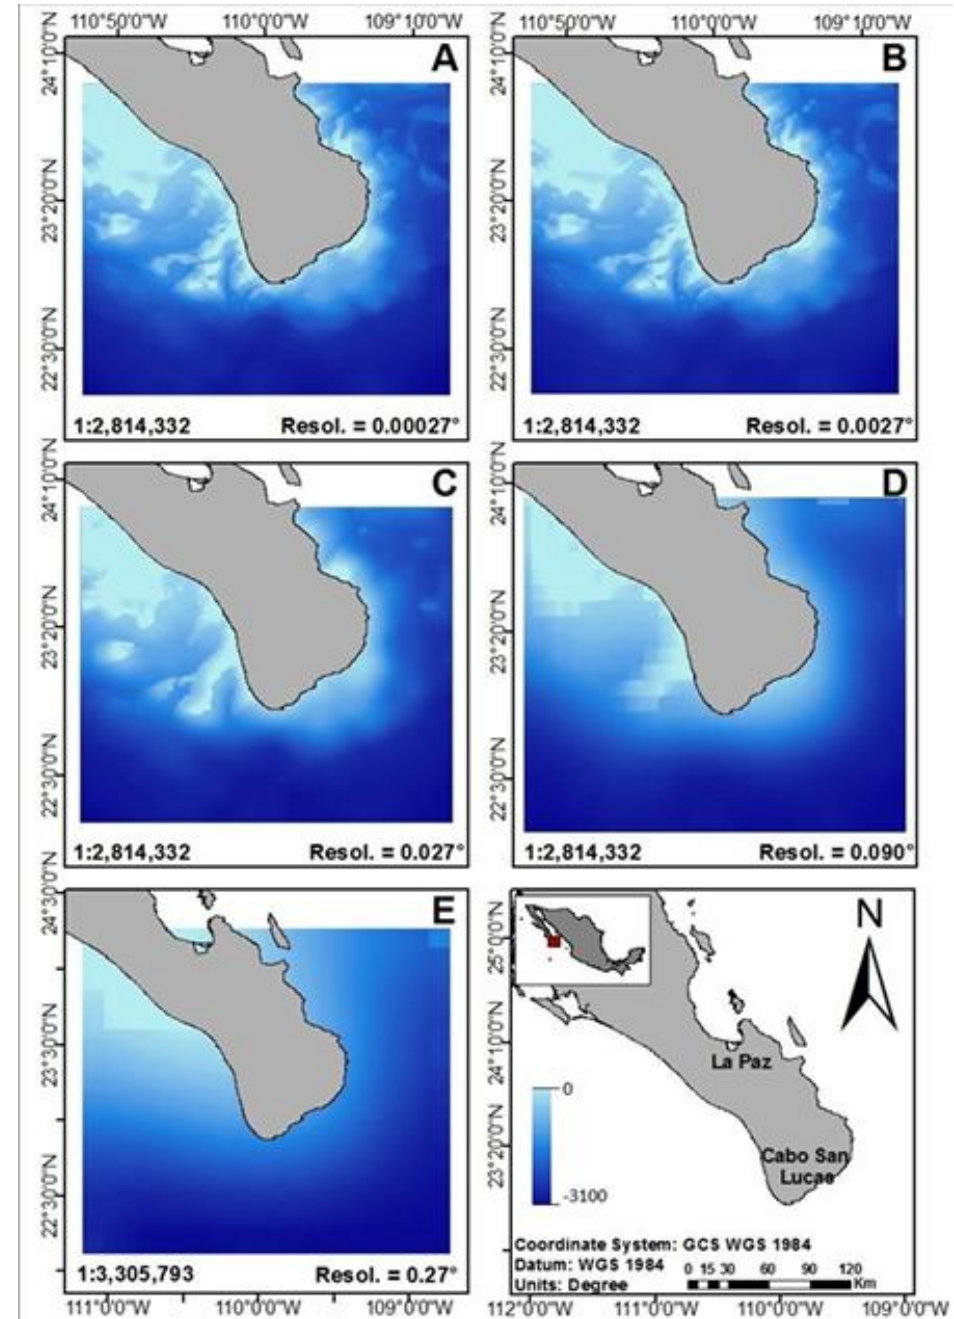 110°50'0"W 110°0'0"W 109°10'0"W
110°50'0"W 110°0'0"W 109°10'0"W
24°10'0"N
23°20'0"N
22°30'0"N
A
1:2,814,332 Resol. = 0.00027°
24°10'0"N
23°20'0"N
22°30'0"N
B
1:2,814,332 Resol. = 0.0027°
24°10'0"N
23°20'0"N
22°30'0"N
C
1:2,814,332 Resol. = 0.027°
24°10'0"N
23°20'0"N
22°30'0"N
D
1:2,814,332 Resol. = 0.090°
24°30'0"N
23°30'0"N
22°30'0"N
E
1:3,305,793 Resol. = 0.27°
111°0'0"W 110°0'0"W 109°0'0"W
25°0'0"N
24°10'0"N
23°20'0"N
N
La Paz
Cabo San
Lucas
0
-3100
Coordinate System: GCS WGS 1984
Datum: WGS 1984
Units: Degree
0 15 30 60 90 120
Km
112°0'0"W 111°0'0"W 110°0'0"W 109°0'0"W